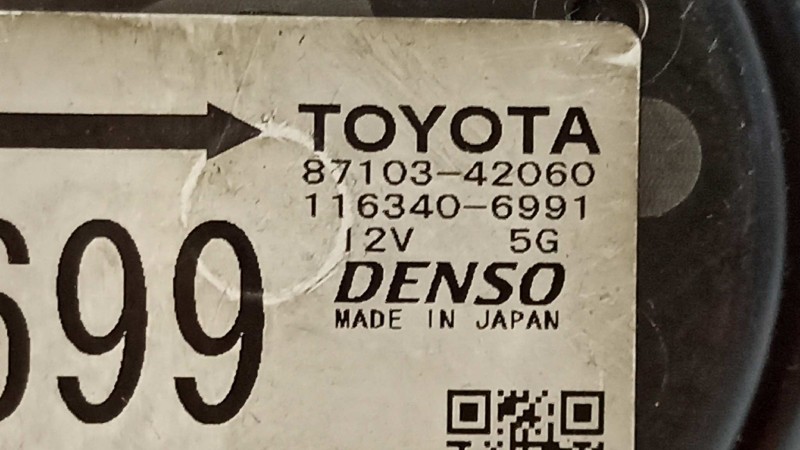 TOYOTA
87103-42060
116340-6991
12V 5G
DENSO
MADE IN JAPAN
699